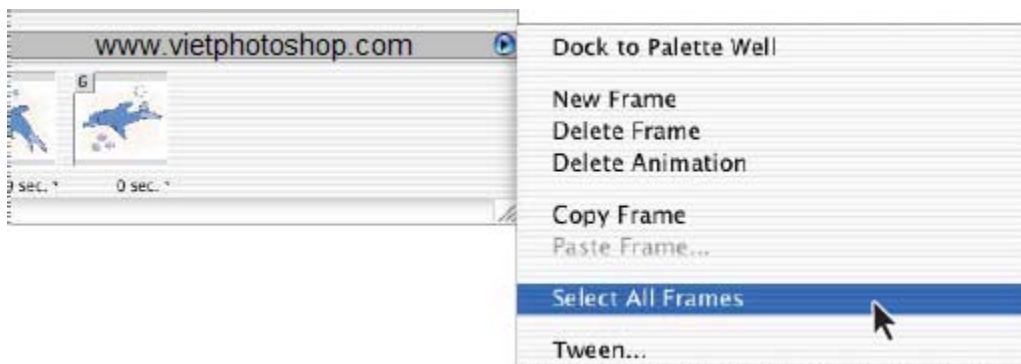 www.vietphotoshop.com
6
sec.
0 sec.
Dock to Palette Well
New Frame
Delete Frame
Delete Animation
Copy Frame
Paste Frame...
Select All Frames
Tween...